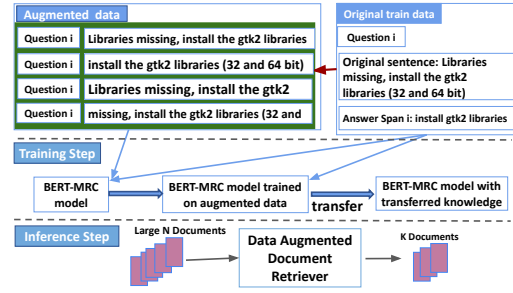 Augmented data
Question i
Libraries missing, install the gtk2 libraries
Question i
install the gtk2 libraries (32 and 64 bit)
Question i
Libraries missing, install the gtk2
Question i
missing, install the gtk2 libraries (32 and
Original train data
Question i
Original sentence: Libraries
missing, install the gtk2
libraries (32 and 64 bit)
Answer Span i: install gtk2 libraries
Training Step
BERT-MRC
model
BERT-MRC model trained
on augmented data
transfer
BERT-MRC model with
transferred knowledge
Inference Step
Large N Documents
Data Augmented
Document
Retriever
K Documents